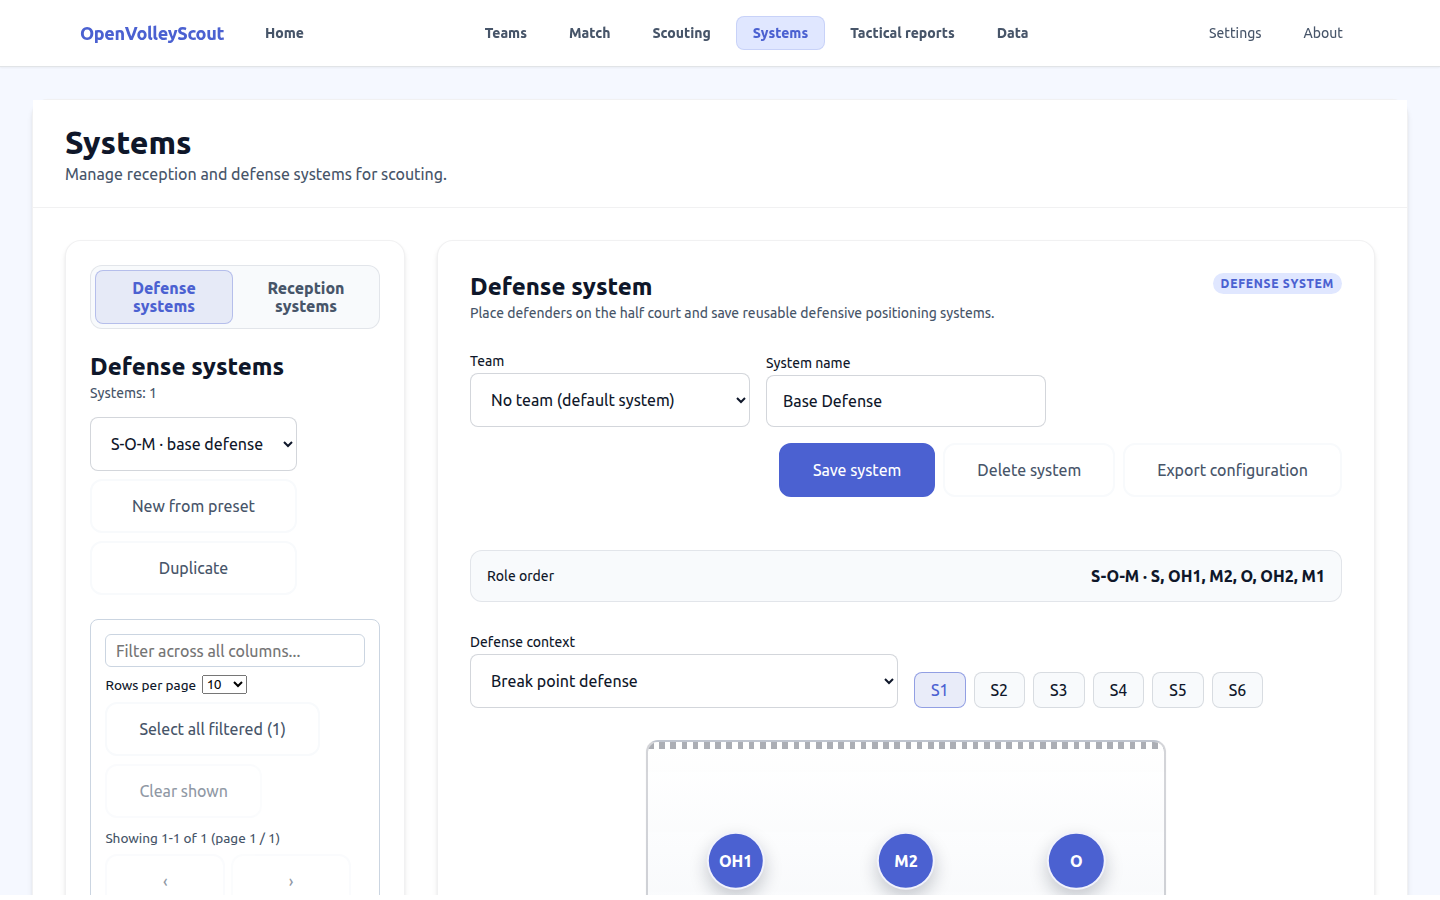 OpenVolleyScout Home Teams Match Scouting Systems Tactical reports Data Settings About
Systems
Manage reception and defense systems for scouting.
Defense systems
Reception systems
Defense systems
Systems: 1
S-O-M · base defense
New from preset
Duplicate
Filter across all columns...
Rows per page 10
Select all filtered (1)
Clear shown
Showing 1-1 of 1 (page 1 / 1)
‹ ›
Defense system
DEFENSE SYSTEM
Place defenders on the half court and save reusable defensive positioning systems.
Team
No team (default system)
System name
Base Defense
Save system Delete system Export configuration
Role order S-O-M · S, OH1, M2, O, OH2, M1
Defense context
Break point defense
S1 S2 S3 S4 S5 S6
OH1 M2 O